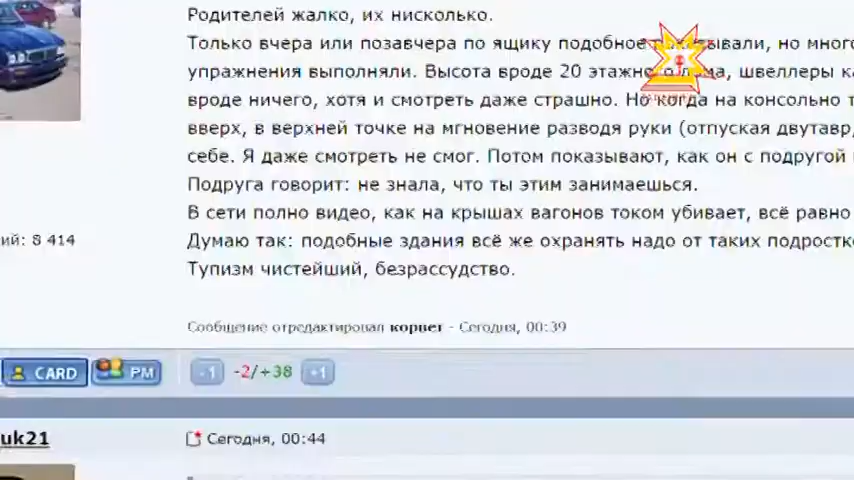 Родителей жалко, их нисколько.
Только вчера или позавчера по ящику подобное показывали, но много
упражнения выполняли. Высота вроде 20 этажного дома, швеллеры ка
вроде ничего, хотя и смотреть даже страшно. Но когда на консольно т
вверх, в верхней точке на мгновение разводя руки (отпуская двутавр,
себе. Я даже смотреть не смог. Потом показывают, как он с подругой
Подруга говорит: не знала, что ты этим занимаешься.
В сети полно видео, как на крышах вагонов током убивает, всё равно
ий: 8 414
Думаю так: подобные здания всё же охранять надо от таких подростко
Тупизм чистейший, безрассудство.
Сообщение отредактировал корвет - Сегодня, 00:39
CARD PM -1 -2/+38 +1
uk21 Сегодня, 00:44